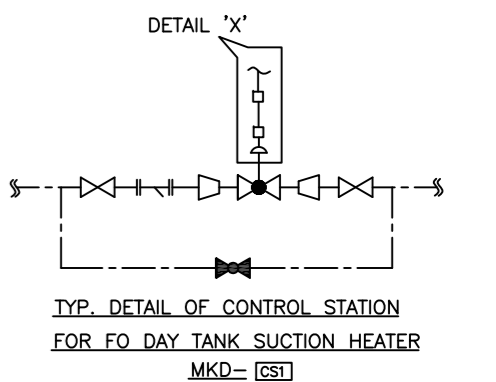 DETAIL 'X'
TYP. DETAIL OF CONTROL STATION
FOR FO DAY TANK SUCTION HEATER
MKD- CS1